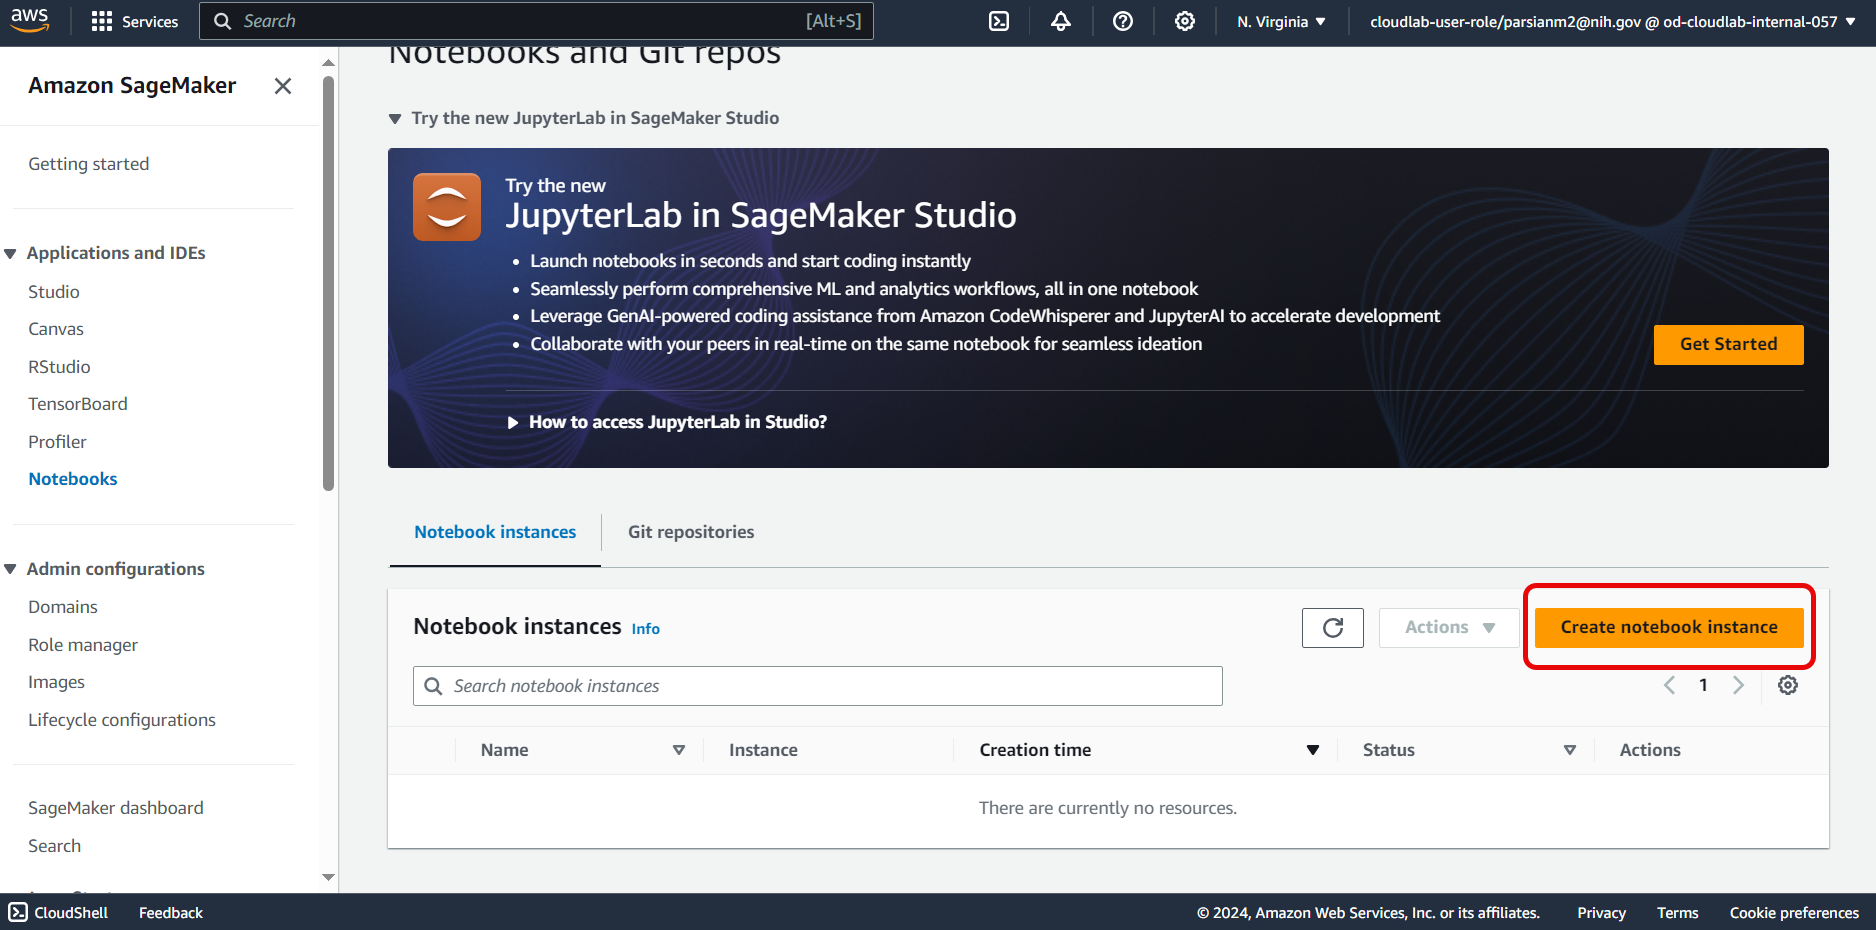 aws
Services
Search
[Alt+S]
N. Virginia
cloudlab-user-role/parsianm2@nih.gov @ od-cloudlab-internal-057
Amazon SageMaker
Getting started
Applications and IDEs
Studio
Canvas
RStudio
TensorBoard
Profiler
Notebooks
Admin configurations
Domains
Role manager
Images
Lifecycle configurations
SageMaker dashboard
Search
Notebooks and Git repos
Try the new JupyterLab in SageMaker Studio
Try the new
JupyterLab in SageMaker Studio
• Launch notebooks in seconds and start coding instantly
• Seamlessly perform comprehensive ML and analytics workflows, all in one notebook
• Leverage GenAI-powered coding assistance from Amazon CodeWhisperer and JupyterAI to accelerate development
• Collaborate with your peers in real-time on the same notebook for seamless ideation
Get Started
How to access JupyterLab in Studio?
Notebook instances
Git repositories
Notebook instances Info
Actions
Create notebook instance
Search notebook instances
1
Name
Instance
Creation time
Status
Actions
There are currently no resources.
CloudShell
Feedback
© 2024, Amazon Web Services, Inc. or its affiliates.
Privacy
Terms
Cookie preferences